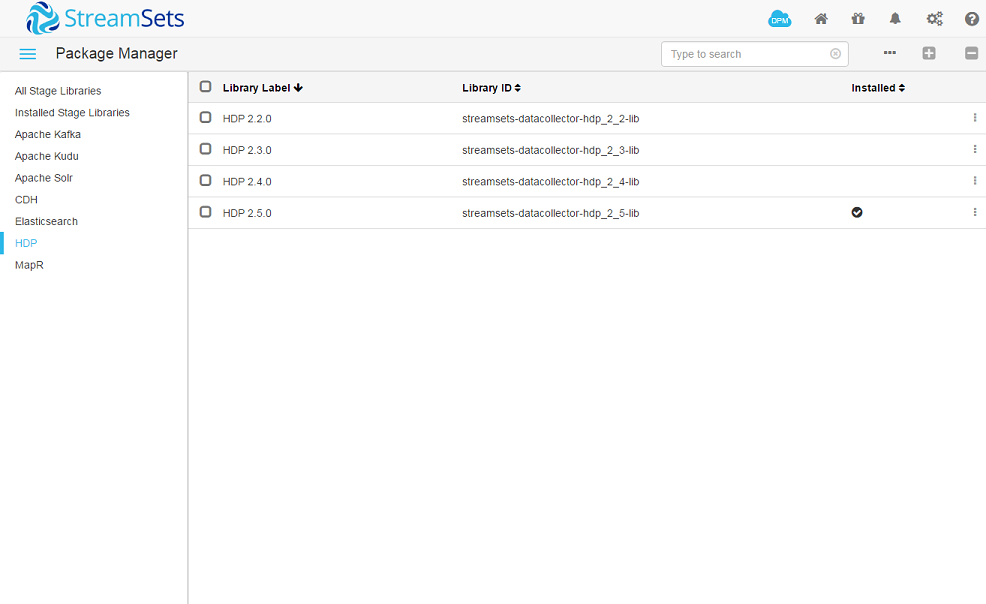 StreamSets
DPM
Package Manager
Type to search
All Stage Libraries
Installed Stage Libraries
Apache Kafka
Apache Kudu
Apache Solr
CDH
Elasticsearch
HDP
MapR
Library Label Library ID Installed
HDP 2.2.0 streamsets-datacollector-hdp_2_2-lib
HDP 2.3.0 streamsets-datacollector-hdp_2_3-lib
HDP 2.4.0 streamsets-datacollector-hdp_2_4-lib
HDP 2.5.0 streamsets-datacollector-hdp_2_5-lib